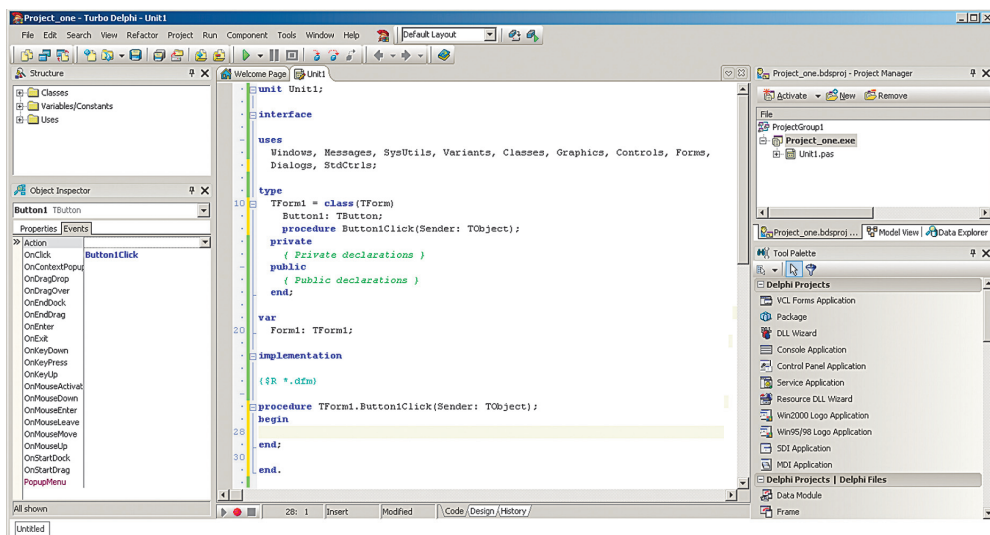 Project_one - Turbo Delphi - Unit1
File Edit Search View Refactor Project Run Component Tools Window Help Default Layout
Structure
Classes
Variables/Constants
Uses
Object Inspector
Button1 TButton
Properties Events
Action
OnClick Button1Click
OnContextPopup
OnDragDrop
OnDragOver
OnEndDock
OnEndDrag
OnEnter
OnExit
OnKeyDown
OnKeyPress
OnKeyUp
OnMouseActivat
OnMouseDown
OnMouseEnter
OnMouseLeave
OnMouseMove
OnMouseUp
OnStartDock
OnStartDrag
PopupMenu
All shown
Untitled
Welcome Page Unit1
unit Unit1;
interface
uses
Windows, Messages, SysUtils, Variants, Classes, Graphics, Controls, Forms,
Dialogs, StdCtrls;
type
10 TForm1 = class(TForm)
Button1: TButton;
procedure Button1Click(Sender: TObject);
private
{ Private declarations }
public
{ Public declarations }
end;
var
20 Form1: TForm1;
implementation
{$R *.dfm}
procedure TForm1.Button1Click(Sender: TObject);
begin
28
end;
30
end.
28: 1 Insert Modified Code Design History
Project_one.bdsproj - Project Manager
Activate New Remove
File
ProjectGroup1
Project_one.exe
Unit1.pas
Project_one.bdsproj ... Model View Data Explorer
Tool Palette
Delphi Projects
VCL Forms Application
Package
DLL Wizard
Console Application
Control Panel Application
Service Application
Resource DLL Wizard
Win2000 Logo Application
Win95/98 Logo Application
SDI Application
MDI Application
Delphi Projects | Delphi Files
Data Module
Frame